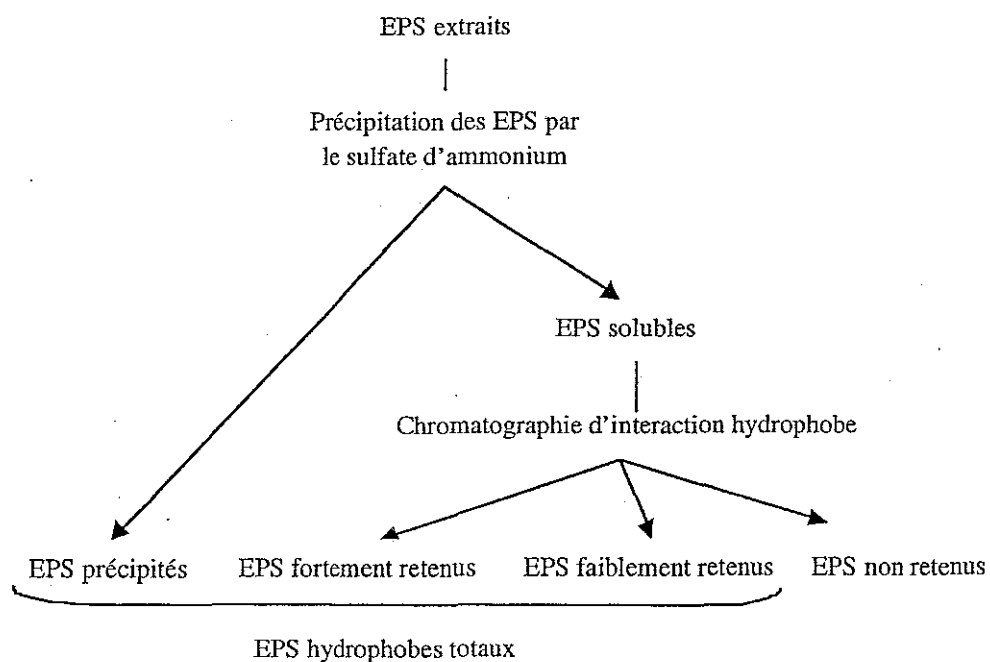 EPS extraits
Précipitation des EPS par
le sulfate d'ammonium
EPS solubles
Chromatographie d'interaction hydrophobe
EPS précipités EPS fortement retenus EPS faiblement retenus EPS non retenus
EPS hydrophobes totaux